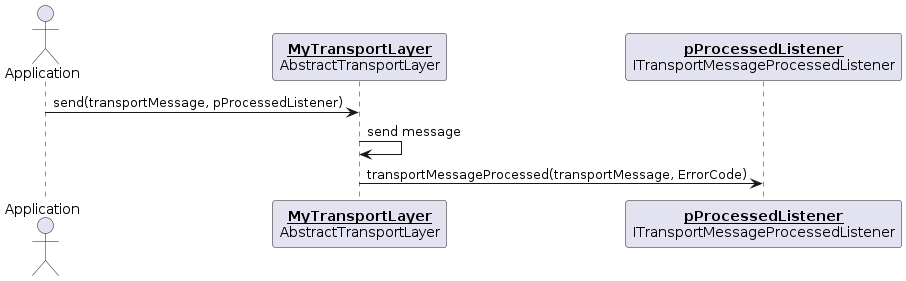 MyTransportLayer
AbstractTransportLayer
pProcessedListener
ITransportMessageProcessedListener
Application
send(transportMessage, pProcessedListener)
send message
transportMessageProcessed(transportMessage, ErrorCode)
Application
MyTransportLayer
AbstractTransportLayer
pProcessedListener
ITransportMessageProcessedListener